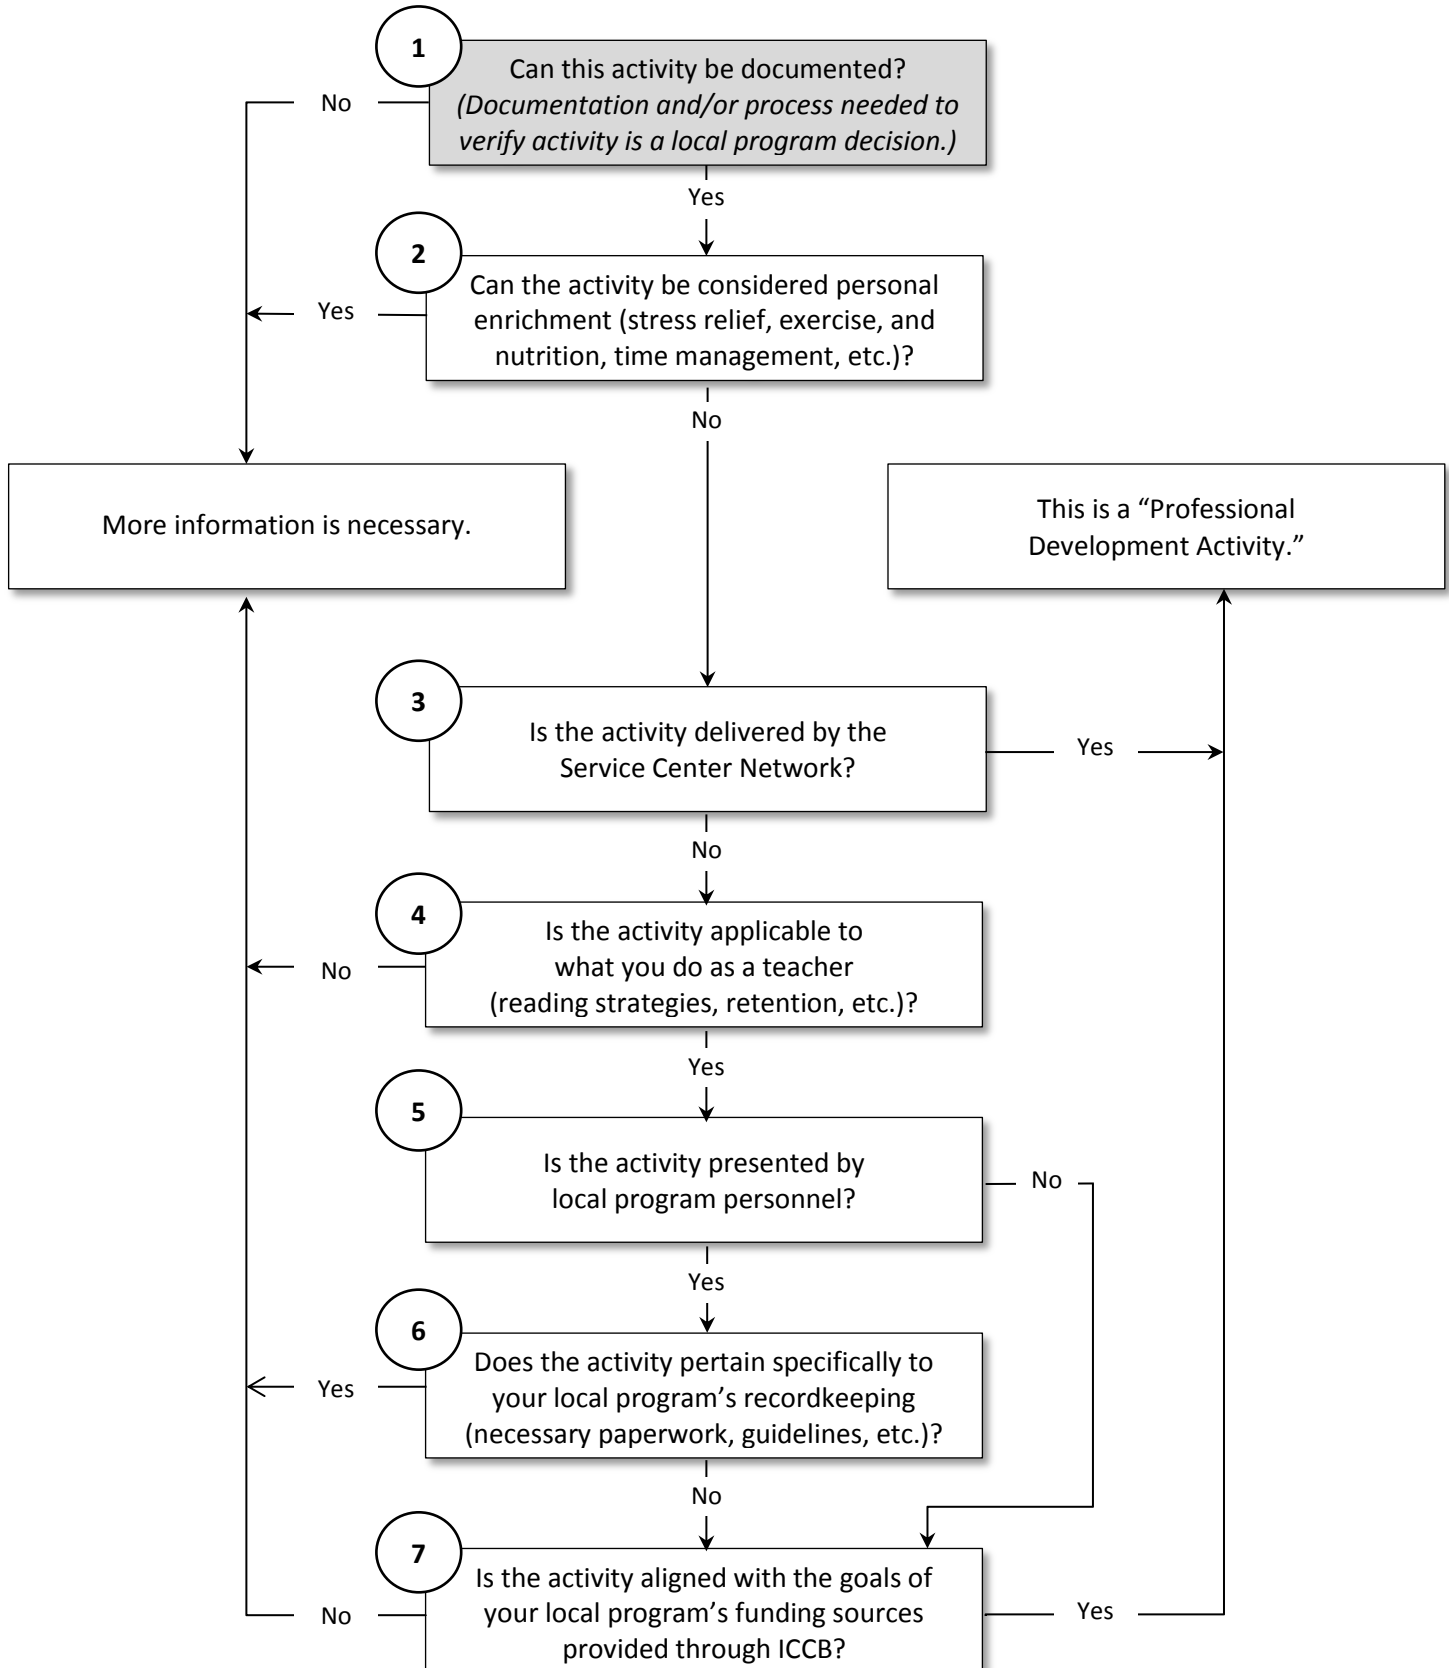 1
Can this activity be documented?
(Documentation and/or process needed to
verify activity is a local program decision.)
No
Yes
2
Can the activity be considered personal
enrichment (stress relief, exercise, and
nutrition, time management, etc.)?
Yes
No
More information is necessary.
This is a “Professional
Development Activity.”
3
Is the activity delivered by the
Service Center Network?
Yes
No
4
Is the activity applicable to
what you do as a teacher
(reading strategies, retention, etc.)?
No
Yes
5
Is the activity presented by
local program personnel?
No
Yes
6
Does the activity pertain specifically to
your local program’s recordkeeping
(necessary paperwork, guidelines, etc.)?
Yes
No
7
Is the activity aligned with the goals of
your local program’s funding sources
provided through ICCB?
No
Yes